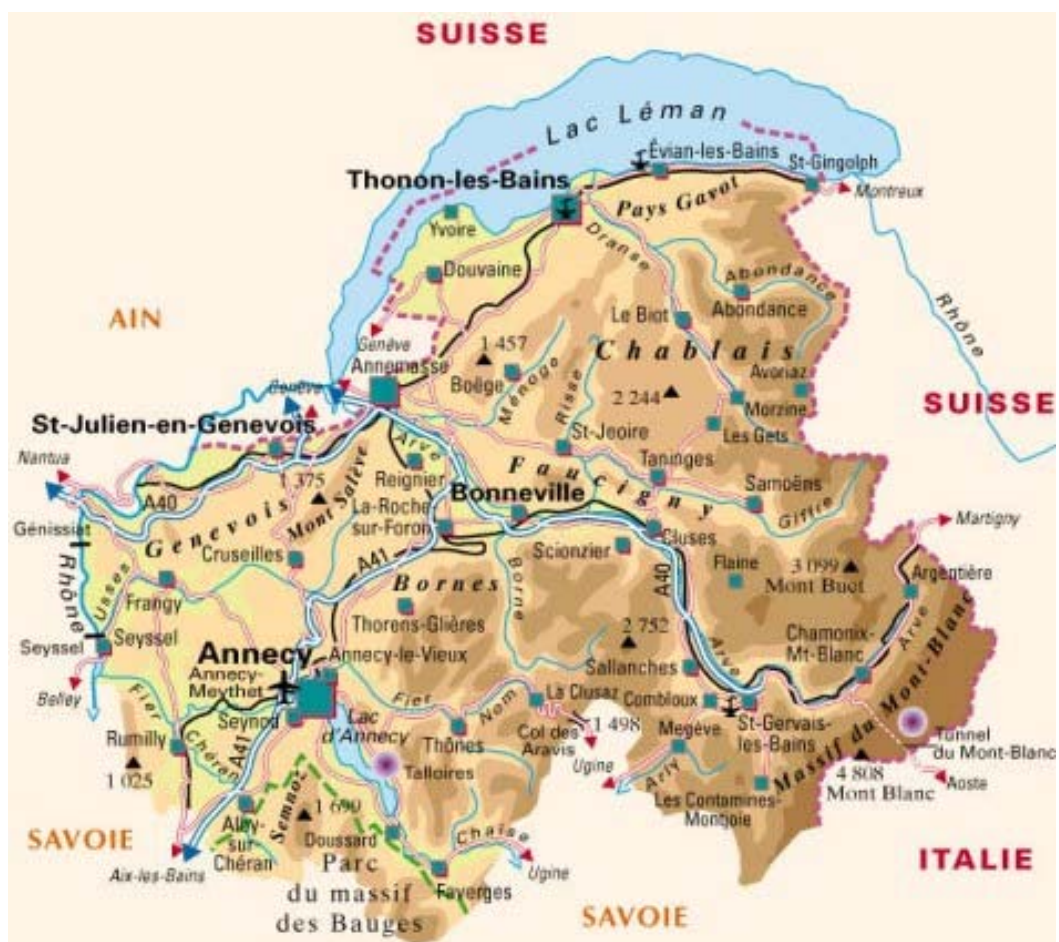 SUISSE
Lac Léman
Évian-les-Bains
St-Gingolph
Thonon-les-Bains
Montreux
Pays Gavot
Yvoire
Dranse
Douvaine
Abondance
Abondance
Rhône
AIN
Le Biot
Genève
Annemasse
1 457
Chablais
Boëge
Ménoge
Risse
Avoriaz
2 244
Genève
Morzine
SUISSE
St-Julien-en-Genevois
Les Gets
Arve
St-Jeoire
Nantua
1 375
Reignier
Faucigny
Taninges
A40
Mont Salève
Bonneville
Samoëns
Genevois
La-Roche-
sur-Foron
Giffre
Martigny
Génissiat
Cluses
Cruseilles
A41
Scionzier
Flaine
3 099
Mont Buet
Argentière
Rhône
Usses
Bornes
Borne
A40
Frangy
Thorens-Glières
2 752
Chamonix-
Mt-Blanc
Arve
Seyssel
Seyssel
Annecy
Annecy-le-Vieux
Sallanches
Arve
Annecy-
Meythet
Fier
Nom
La Clusaz
Combloux
Massif du Mont-Blanc
Belley
Fier
Seynod
Lac
d'Annecy
1 498
Megève
St-Gervais-
les-Bains
Tunnel
du Mont-Blanc
Rumilly
Chéran
A41
Thônes
Col des
Aravis
Talloires
Ugine
Arly
1 025
4 808
Mont Blanc
Aoste
Semnoz
1 690
Les Contamines-
Montjoie
Alby-
sur-
Chéran
Doussard
Chaise
SAVOIE
Aix-les-Bains
Parc
du massif
des Bauges
Faverges
Ugine
ITALIE
SAVOIE